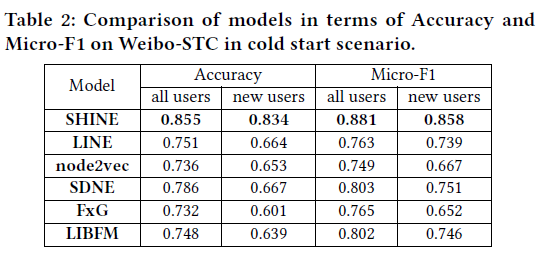 Table 2: Comparison of models in terms of Accuracy and
Micro-F1 on Weibo-STC in cold start scenario.
Model Accuracy Micro-F1
all users new users all users new users
SHINE 0.855 0.834 0.881 0.858
LINE 0.751 0.664 0.763 0.739
node2vec 0.736 0.653 0.749 0.667
SDNE 0.786 0.667 0.803 0.751
FxG 0.732 0.601 0.765 0.652
LIBFM 0.748 0.639 0.802 0.746